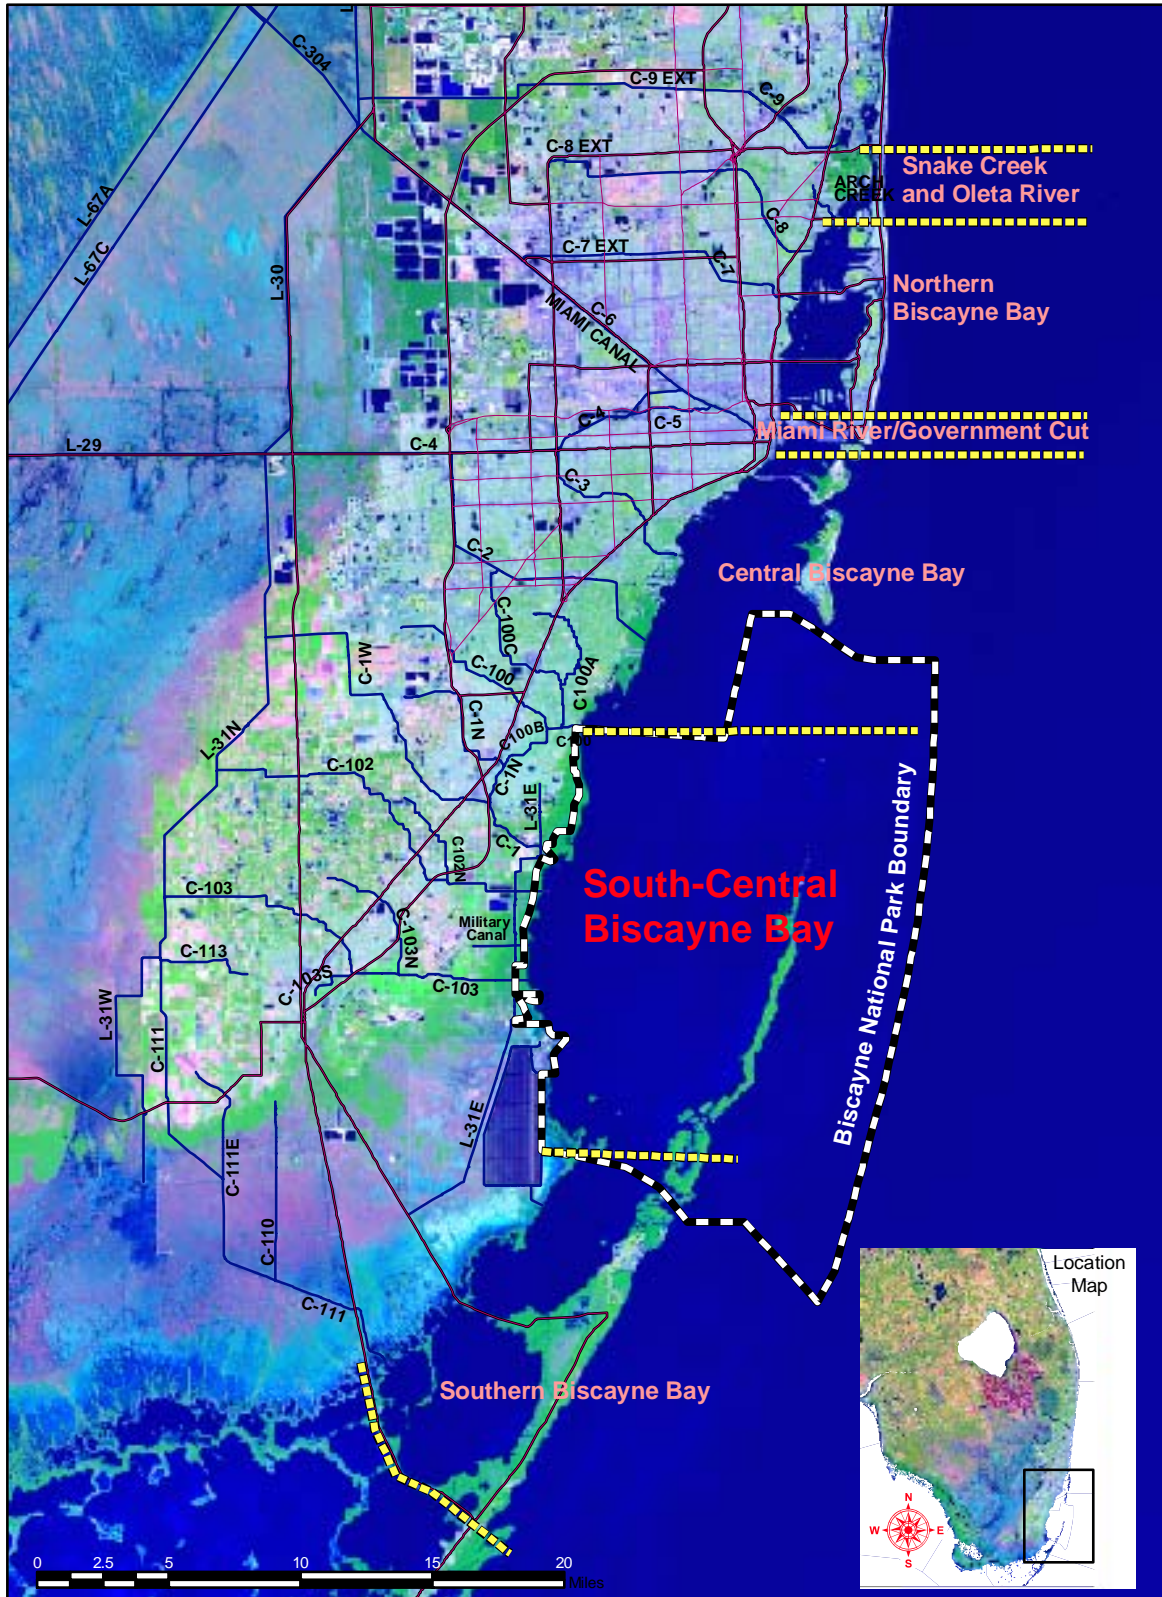 L-
C-304
C-9 EXT
C-9
C-8 EXT
Snake Creek
and Oleta River
ARCH
CREEK
L-67A
C-8
L-67C
C-7 EXT
C-7
L-30
Northern
Biscayne Bay
C-6
MIAMI CANAL
C-4
C-5
Miami River/Government Cut
L-29
C-4
C-3
C-2
Central Biscayne Bay
C-100C
C-1W
C-100
C100A
C-1N
C100B
C100
L-31N
C-102
C-1N
L-31E
Biscayne National Park Boundary
C-1
C102N
South-Central
Biscayne Bay
C-103
Military
Canal
C-103N
C-113
C-103S
C-103
L-31W
C-111
L-31E
C-111E
C-110
C-111
Location
Map
Southern Biscayne Bay
N
W
E
S
0
2.5
5
10
15
20
Miles